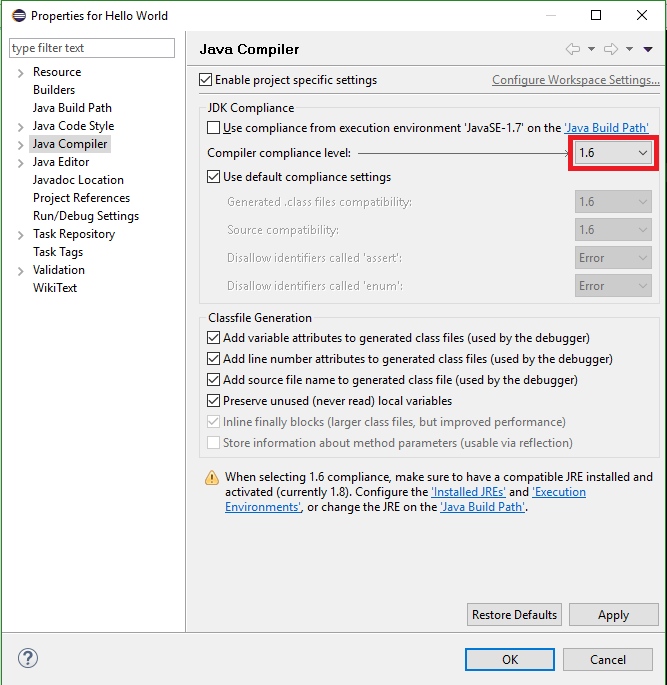 Properties for Hello World
type filter text
Resource
Builders
Java Build Path
Java Code Style
Java Compiler
Java Editor
Javadoc Location
Project References
Run/Debug Settings
Task Repository
Task Tags
Validation
WikiText
Java Compiler
Enable project specific settings
Configure Workspace Settings...
JDK Compliance
Use compliance from execution environment 'JavaSE-1.7' on the 'Java Build Path'
Compiler compliance level: 1.6
Use default compliance settings
Generated .class files compatibility: 1.6
Source compatibility: 1.6
Disallow identifiers called 'assert': Error
Disallow identifiers called 'enum': Error
Classfile Generation
Add variable attributes to generated class files (used by the debugger)
Add line number attributes to generated class files (used by the debugger)
Add source file name to generated class file (used by the debugger)
Preserve unused (never read) local variables
Inline finally blocks (larger class files, but improved performance)
Store information about method parameters (usable via reflection)
When selecting 1.6 compliance, make sure to have a compatible JRE installed and
activated (currently 1.8). Configure the 'Installed JREs' and 'Execution
Environments', or change the JRE on the 'Java Build Path'.
Restore Defaults
Apply
?
OK
Cancel